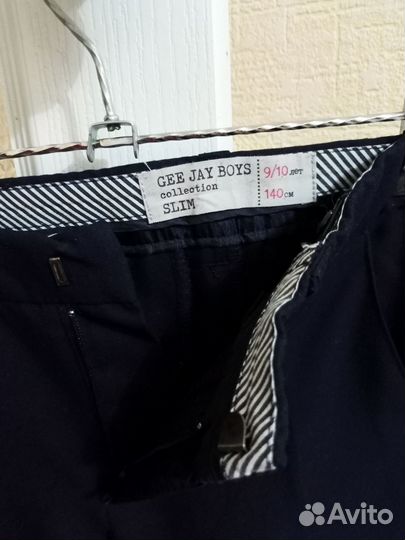 GEE JAY BOYS
collection
SLIM
9/10 лет
140 см
Avito